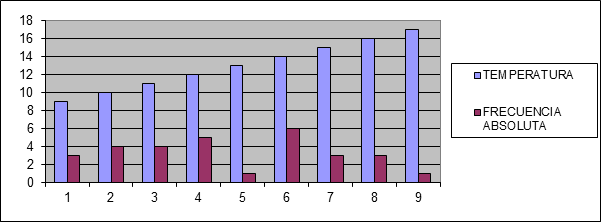 18
16
14
12
10
8
6
4
2
0
1 2 3 4 5 6 7 8 9
TEMPERATURA
FRECUENCIA
ABSOLUTA